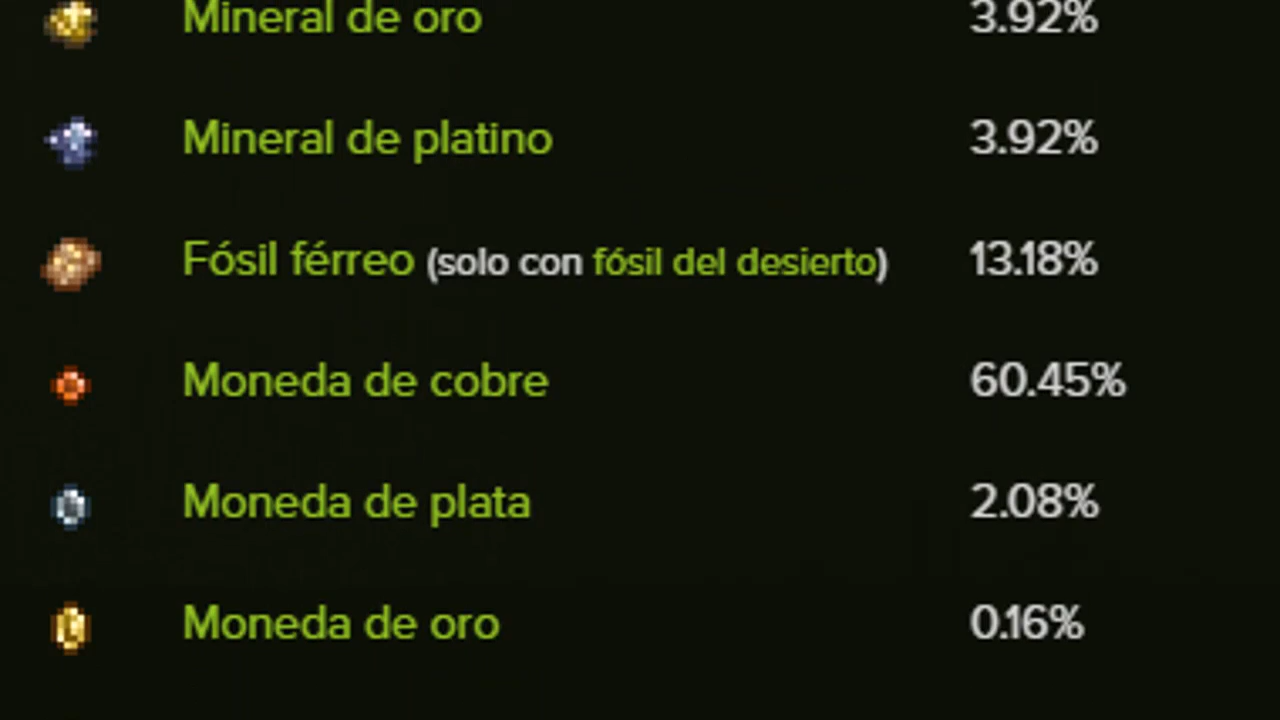 Mineral de oro 3.92%
Mineral de platino 3.92%
Fósil férreo (solo con fósil del desierto) 13.18%
Moneda de cobre 60.45%
Moneda de plata 2.08%
Moneda de oro 0.16%